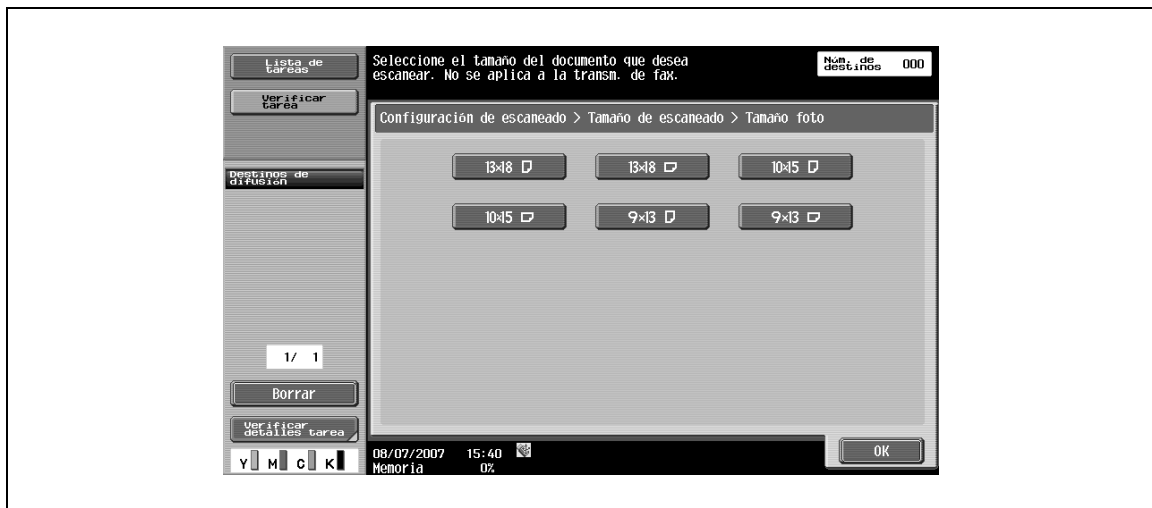 Lista de
tareas
Verificar
tarea
Destinos de
difusión
1/ 1
Borrar
Verificar
detalles tarea
Y M C K
Seleccione el tamaño del documento que desea
escanear. No se aplica a la transm. de fax.
Núm. de
destinos 000
Configuración de escaneado > Tamaño de escaneado > Tamaño foto
13×18 13×18 10×15
10×15 9×13 9×13
08/07/2007 15:40
Memoria 0%
OK